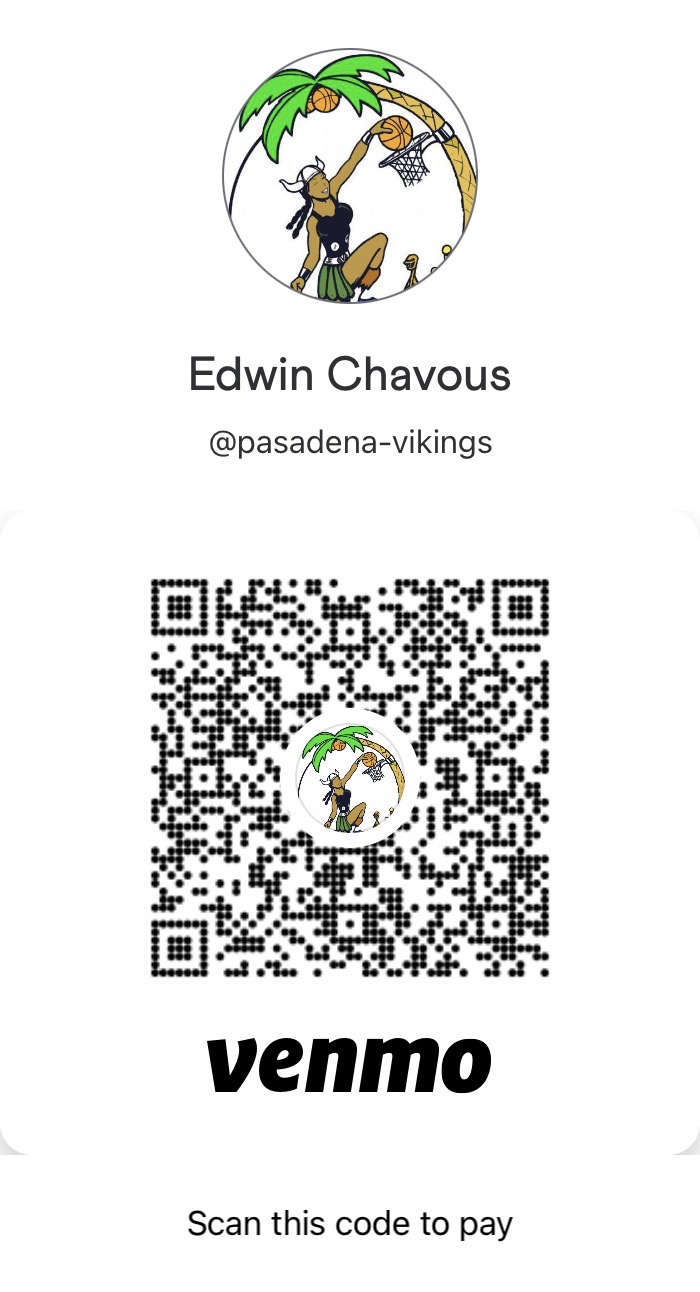 Edwin Chavous
@pasadena-vikings
venmo
Scan this code to pay